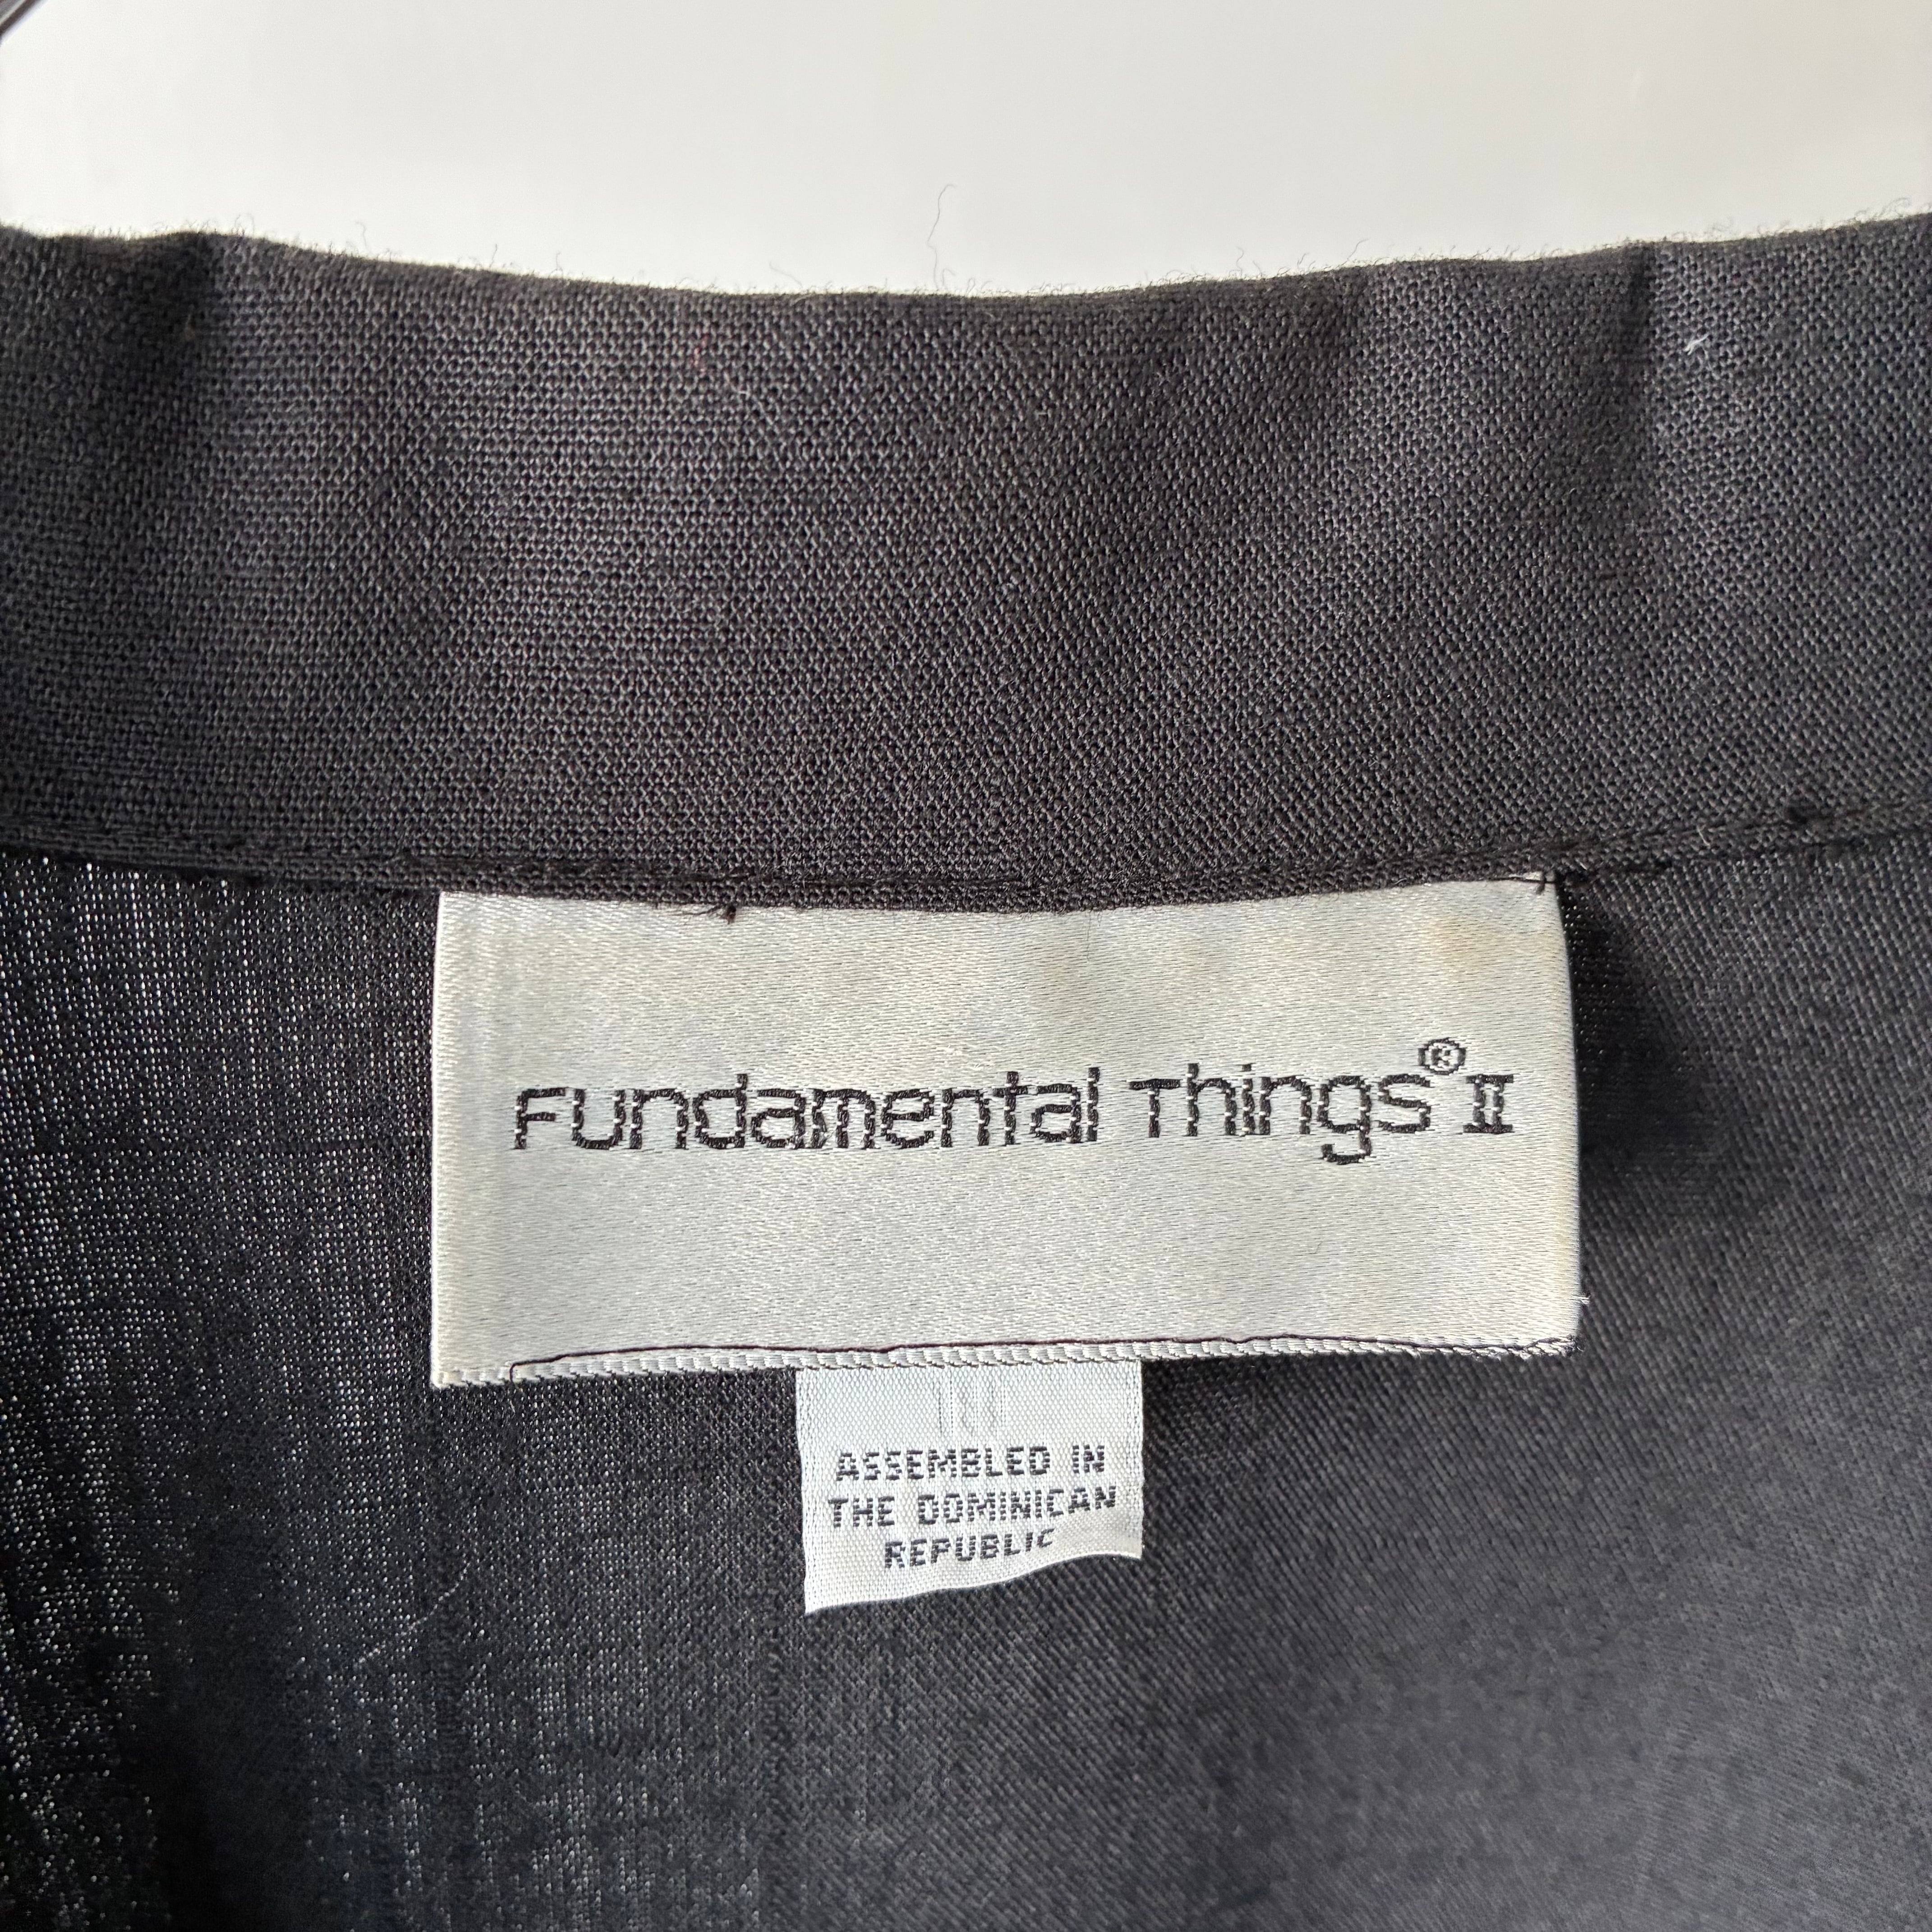 Fundamental Things® II
ASSEMBLED IN
THE DOMINICAN
REPUBLIC